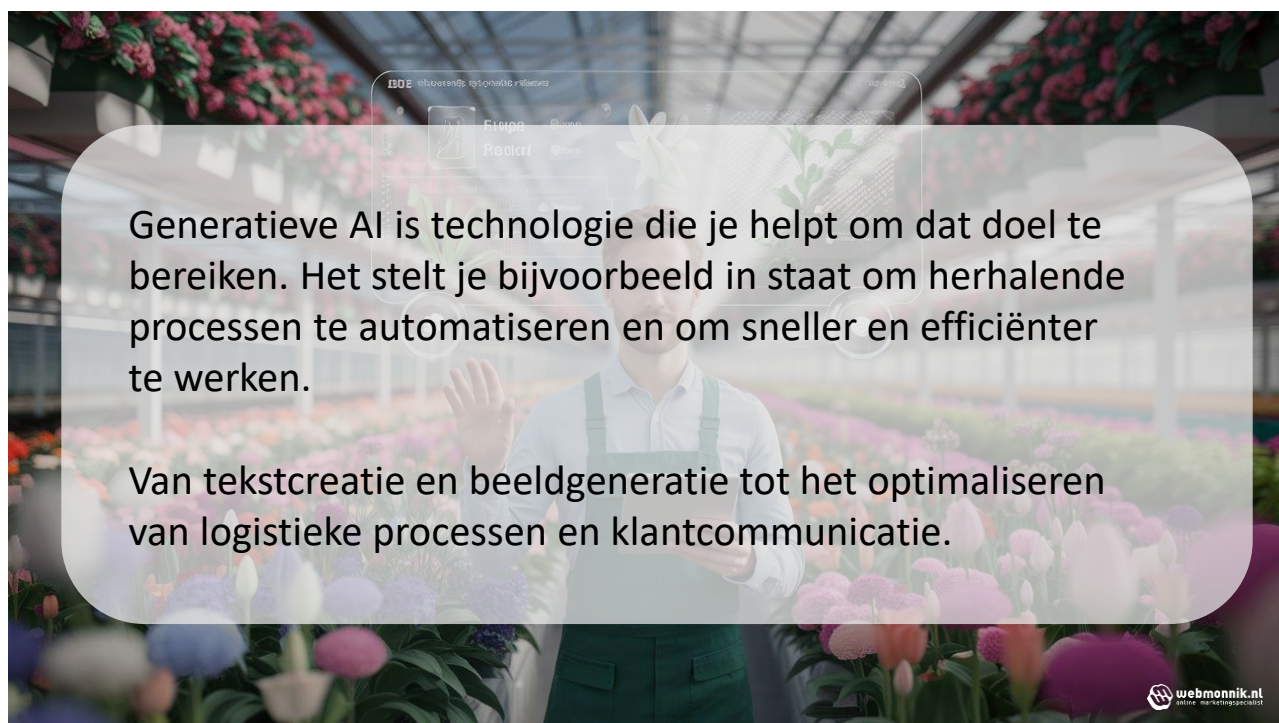 Generatieve AI is technologie die je helpt om dat doel te
bereiken. Het stelt je bijvoorbeeld in staat om herhalende
processen te automatiseren en om sneller en efficiënter
te werken.
Van tekstcreatie en beeldgeneratie tot het optimaliseren
van logistieke processen en klantcommunicatie.
webmonnik.nl
online marketingspecialist